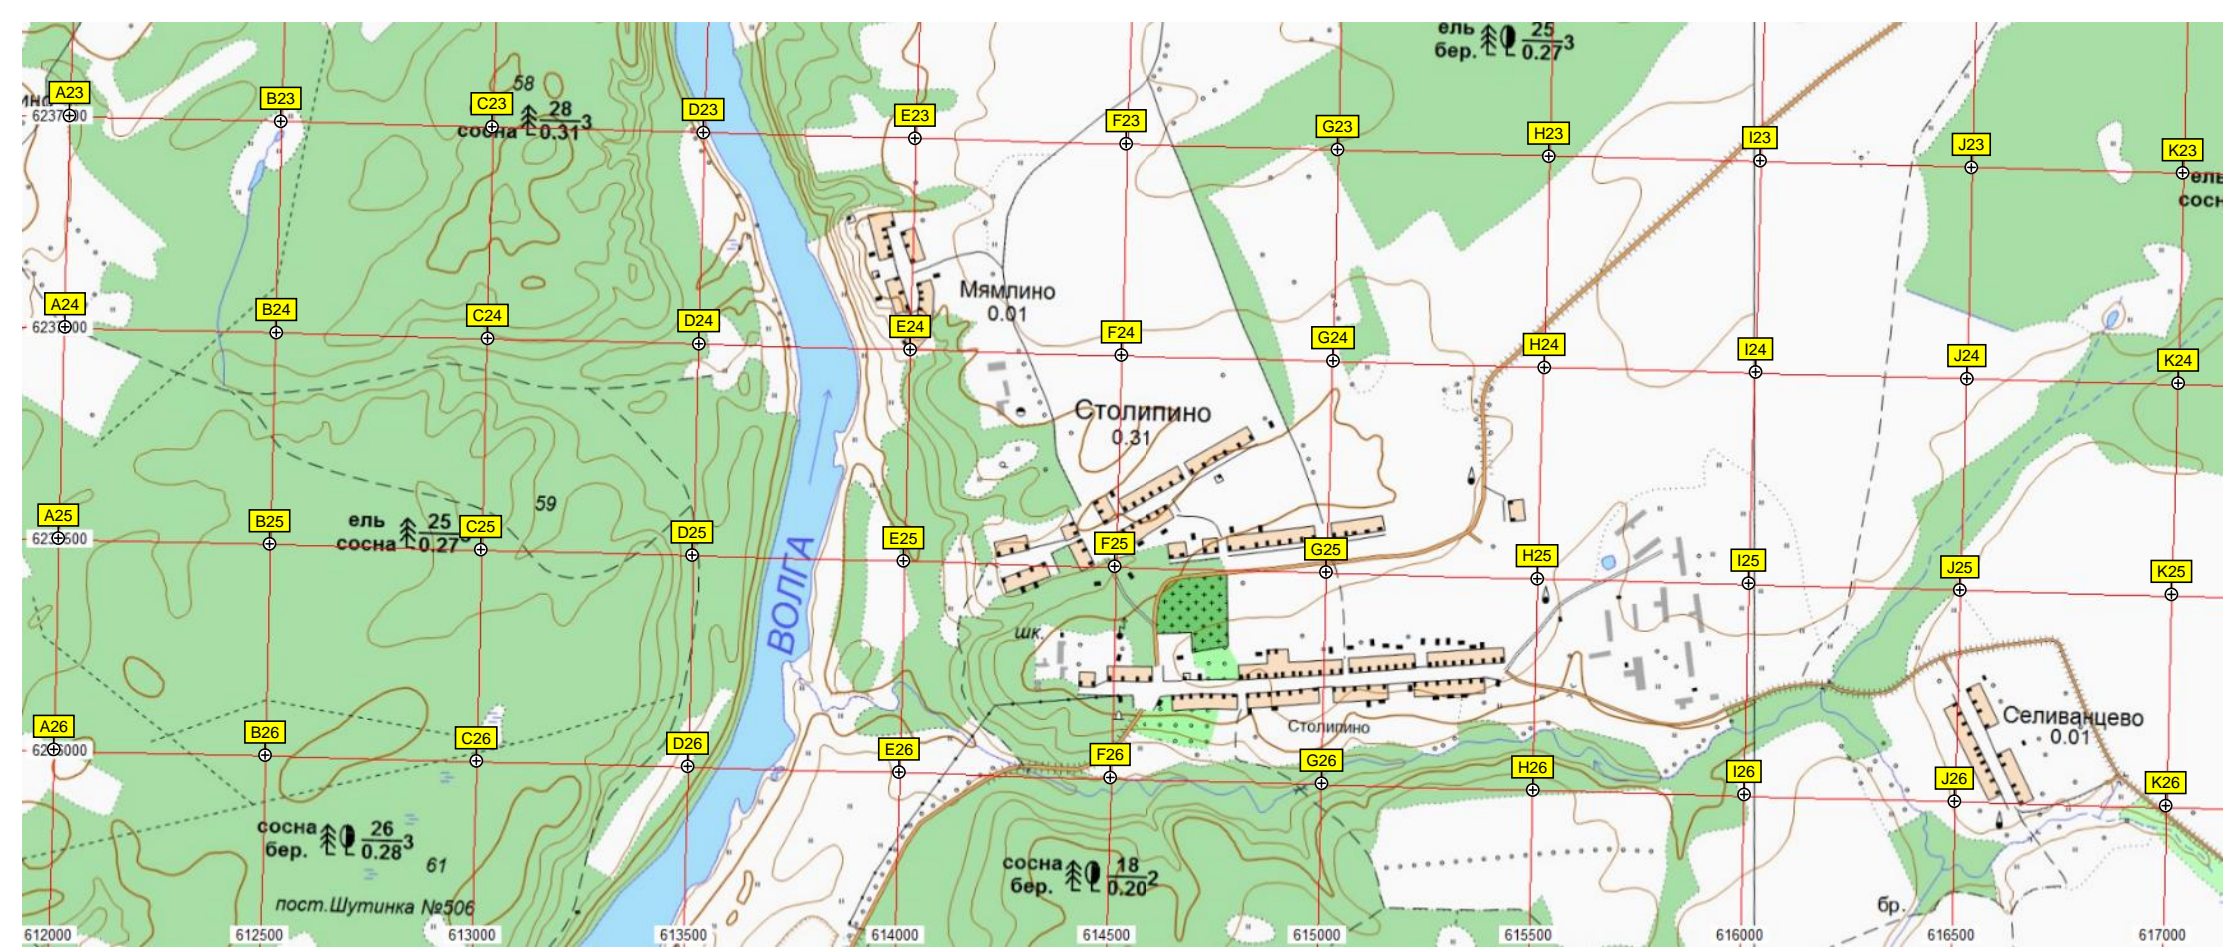 ель 25
бер. 0.27 3
58
A23
B23
C23
D23
E23
F23
G23
H23
I23
J23
K23
28
сосна 0.31 3
ель
сосн
Мямлино
0.01
A24
B24
C24
D24
E24
F24
G24
H24
I24
J24
K24
Столипино
0.31
59
ель 25
сосна 0.27
A25
B25
C25
D25
E25
F25
G25
H25
I25
J25
K25
ВОЛГА
шк.
Столипино
Селиванцево
0.01
A26
B26
C26
D26
E26
F26
G26
H26
I26
J26
K26
сосна 26
бер. 0.28 3
61
сосна 18
бер. 0.20 2
пост.Шутинка №506
бр.
612000
612500
613000
613500
614000
614500
615000
615500
616000
616500
617000